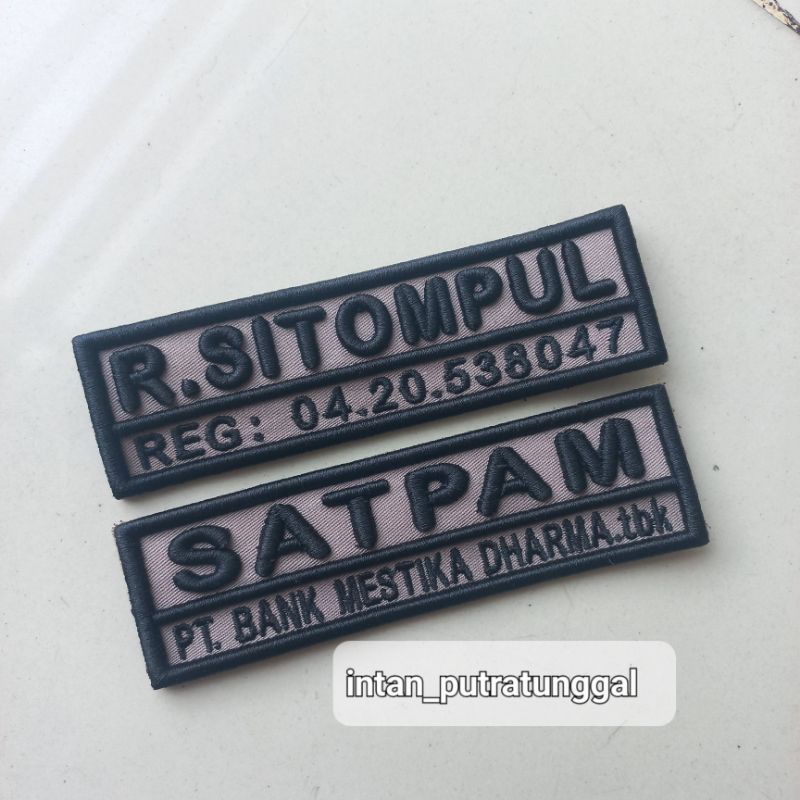 R.SITOMPUL
REG: 04.20.538047
SATPAM
PT. BANK MESTIKA DHARMA.tbk
intan_putratunggal